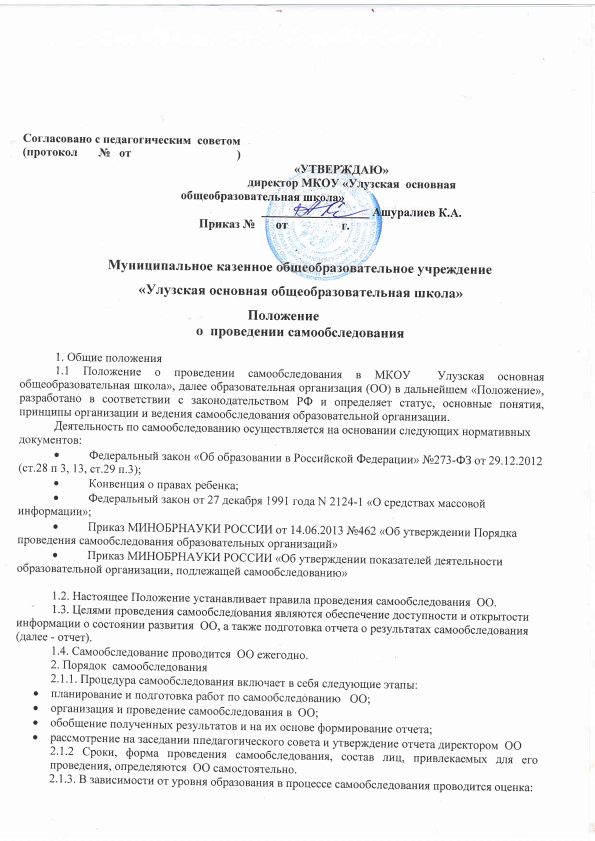 Согласовано с педагогическим советом
(протокол № от )
«УТВЕРЖДАЮ»
директор МКОУ «Улузская основная
общеобразовательная школа»
Ашуралиев К.А.
Приказ № от г.
Муниципальное казенное общеобразовательное учреждение
«Улузская основная общеобразовательная школа»
Положение
о проведении самообследования
1. Общие положения
1.1 Положение о проведении самообследования в МКОУ Улузская основная
общеобразовательная школа», далее образовательная организация (ОО) в дальнейшем «Положение»,
разработано в соответствии с законодательством РФ и определяет статус, основные понятия,
принципы организации и ведения самообследования образовательной организации.
Деятельность по самообследованию осуществляется на основании следующих нормативных
документов:
• Федеральный закон «Об образовании в Российской Федерации» №273-ФЗ от 29.12.2012
(ст.28 п 3, 13, ст.29 п.3);
• Конвенция о правах ребенка;
• Федеральный закон от 27 декабря 1991 года N 2124-1 «О средствах массовой
информации»;
• Приказ МИНОБРНАУКИ РОССИИ от 14.06.2013 №462 «Об утверждении Порядка
проведения самообследования образовательных организаций»
• Приказ МИНОБРНАУКИ РОССИИ «Об утверждении показателей деятельности
образовательной организации, подлежащей самообследованию»
1.2. Настоящее Положение устанавливает правила проведения самообследования ОО.
1.3. Целями проведения самообследования являются обеспечение доступности и открытости
информации о состоянии развития ОО, а также подготовка отчета о результатах самообследования
(далее - отчет).
1.4. Самообследование проводится ОО ежегодно.
2. Порядок самообследования
2.1.1. Процедура самообследования включает в себя следующие этапы:
• планирование и подготовка работ по самообследованию ОО;
• организация и проведение самообследования в ОО;
• обобщение полученных результатов и на их основе формирование отчета;
• рассмотрение на заседании ппедагогического совета и утверждение отчета директором ОО
2.1.2 Сроки, форма проведения самообследования, состав лиц, привлекаемых для его
проведения, определяются ОО самостоятельно.
2.1.3. В зависимости от уровня образования в процессе самообследования проводится оценка: